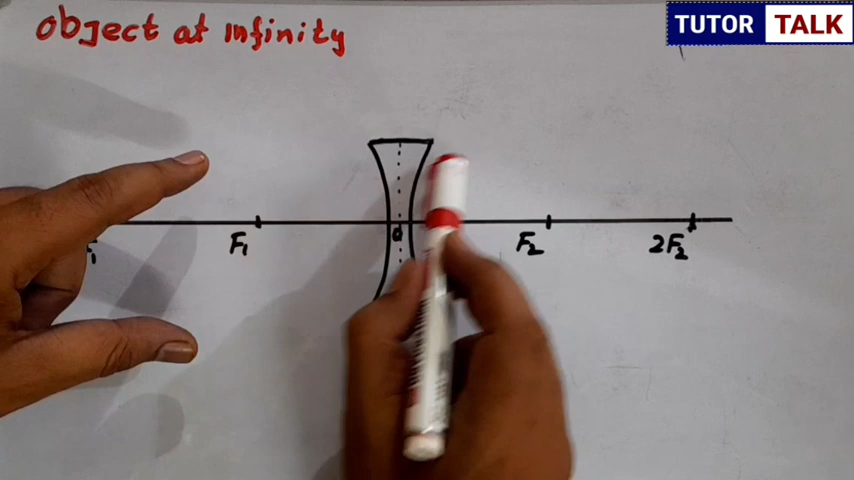 Object at Infinity
TUTOR TALK
F₁ O F₂ 2F₂